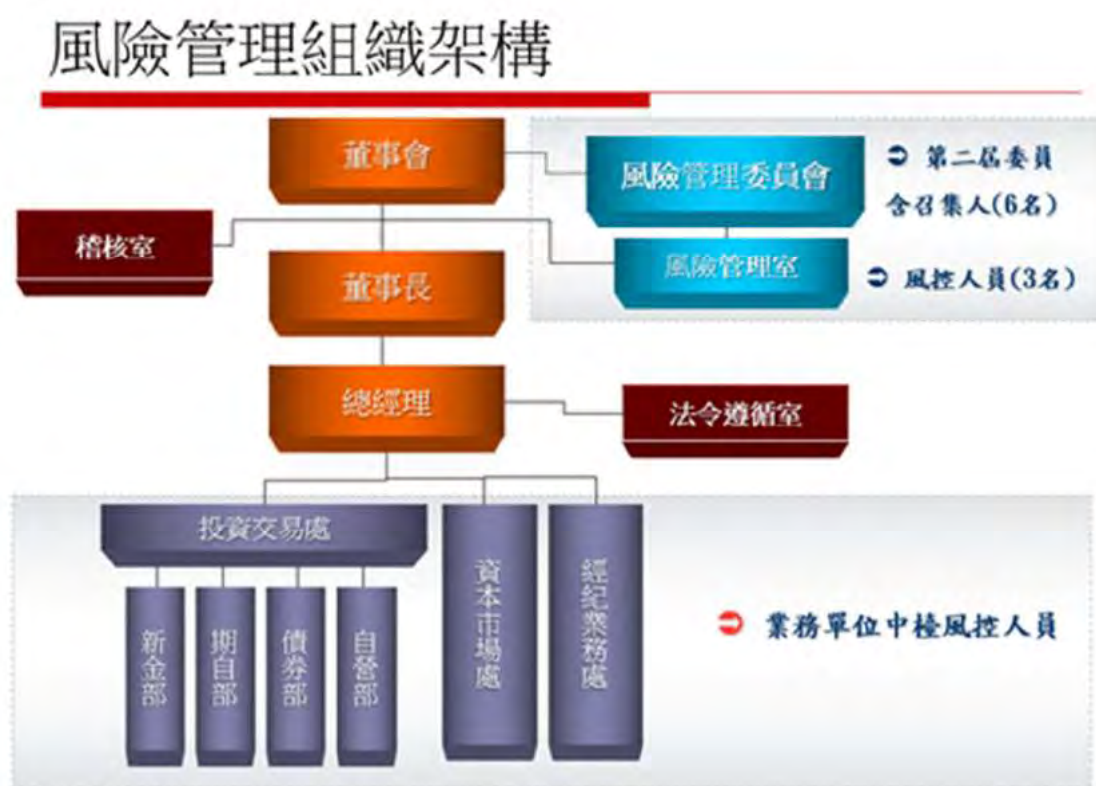 風險管理組織架構
董事會
風險管理委員會
➲ 第二屆委員
含召集人(6名)
稽核室
風險管理室
董事長
➲ 風控人員(3名)
總經理
法令遵循室
投資交易處
新金部
期自部
債券部
自營部
資本市場處
經紀業務處
➲ 業務單位中檯風控人員